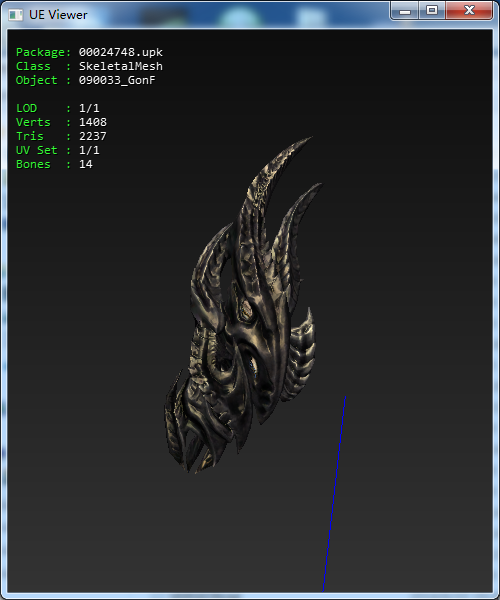 UE Viewer
Package: 00024748.upk
Class : SkeletalMesh
Object : 090033_GonF
LOD : 1/1
Verts : 1408
Tris : 2237
UV Set : 1/1
Bones : 14